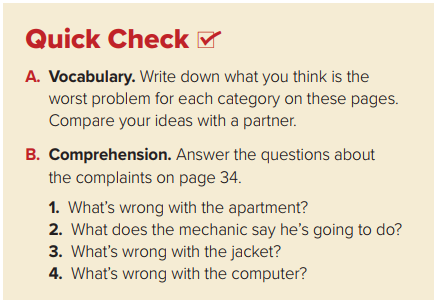 Quick Check
A. Vocabulary. Write down what you think is the
worst problem for each category on these pages.
Compare your ideas with a partner.
B. Comprehension. Answer the questions about
the complaints on page 34.
1. What's wrong with the apartment?
2. What does the mechanic say he's going to do?
3. What's wrong with the jacket?
4. What's wrong with the computer?